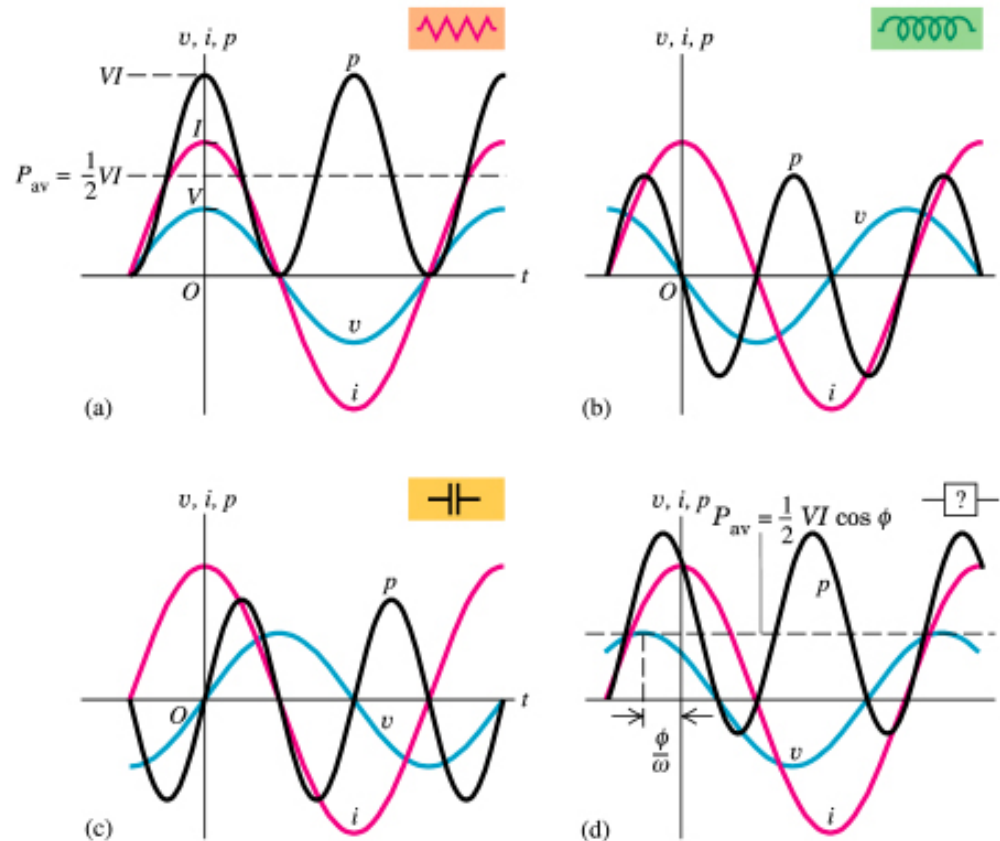 v, i, p
VI
p
I
P_av = 1/2 VI
V
O
t
v
i
(a)
v, i, p
p
v
O
i
(b)
v, i, p
p
O
t
v
i
(c)
v, i, p
P_av = 1/2 VI cos ϕ
?
p
ϕ/ω
v
i
(d)